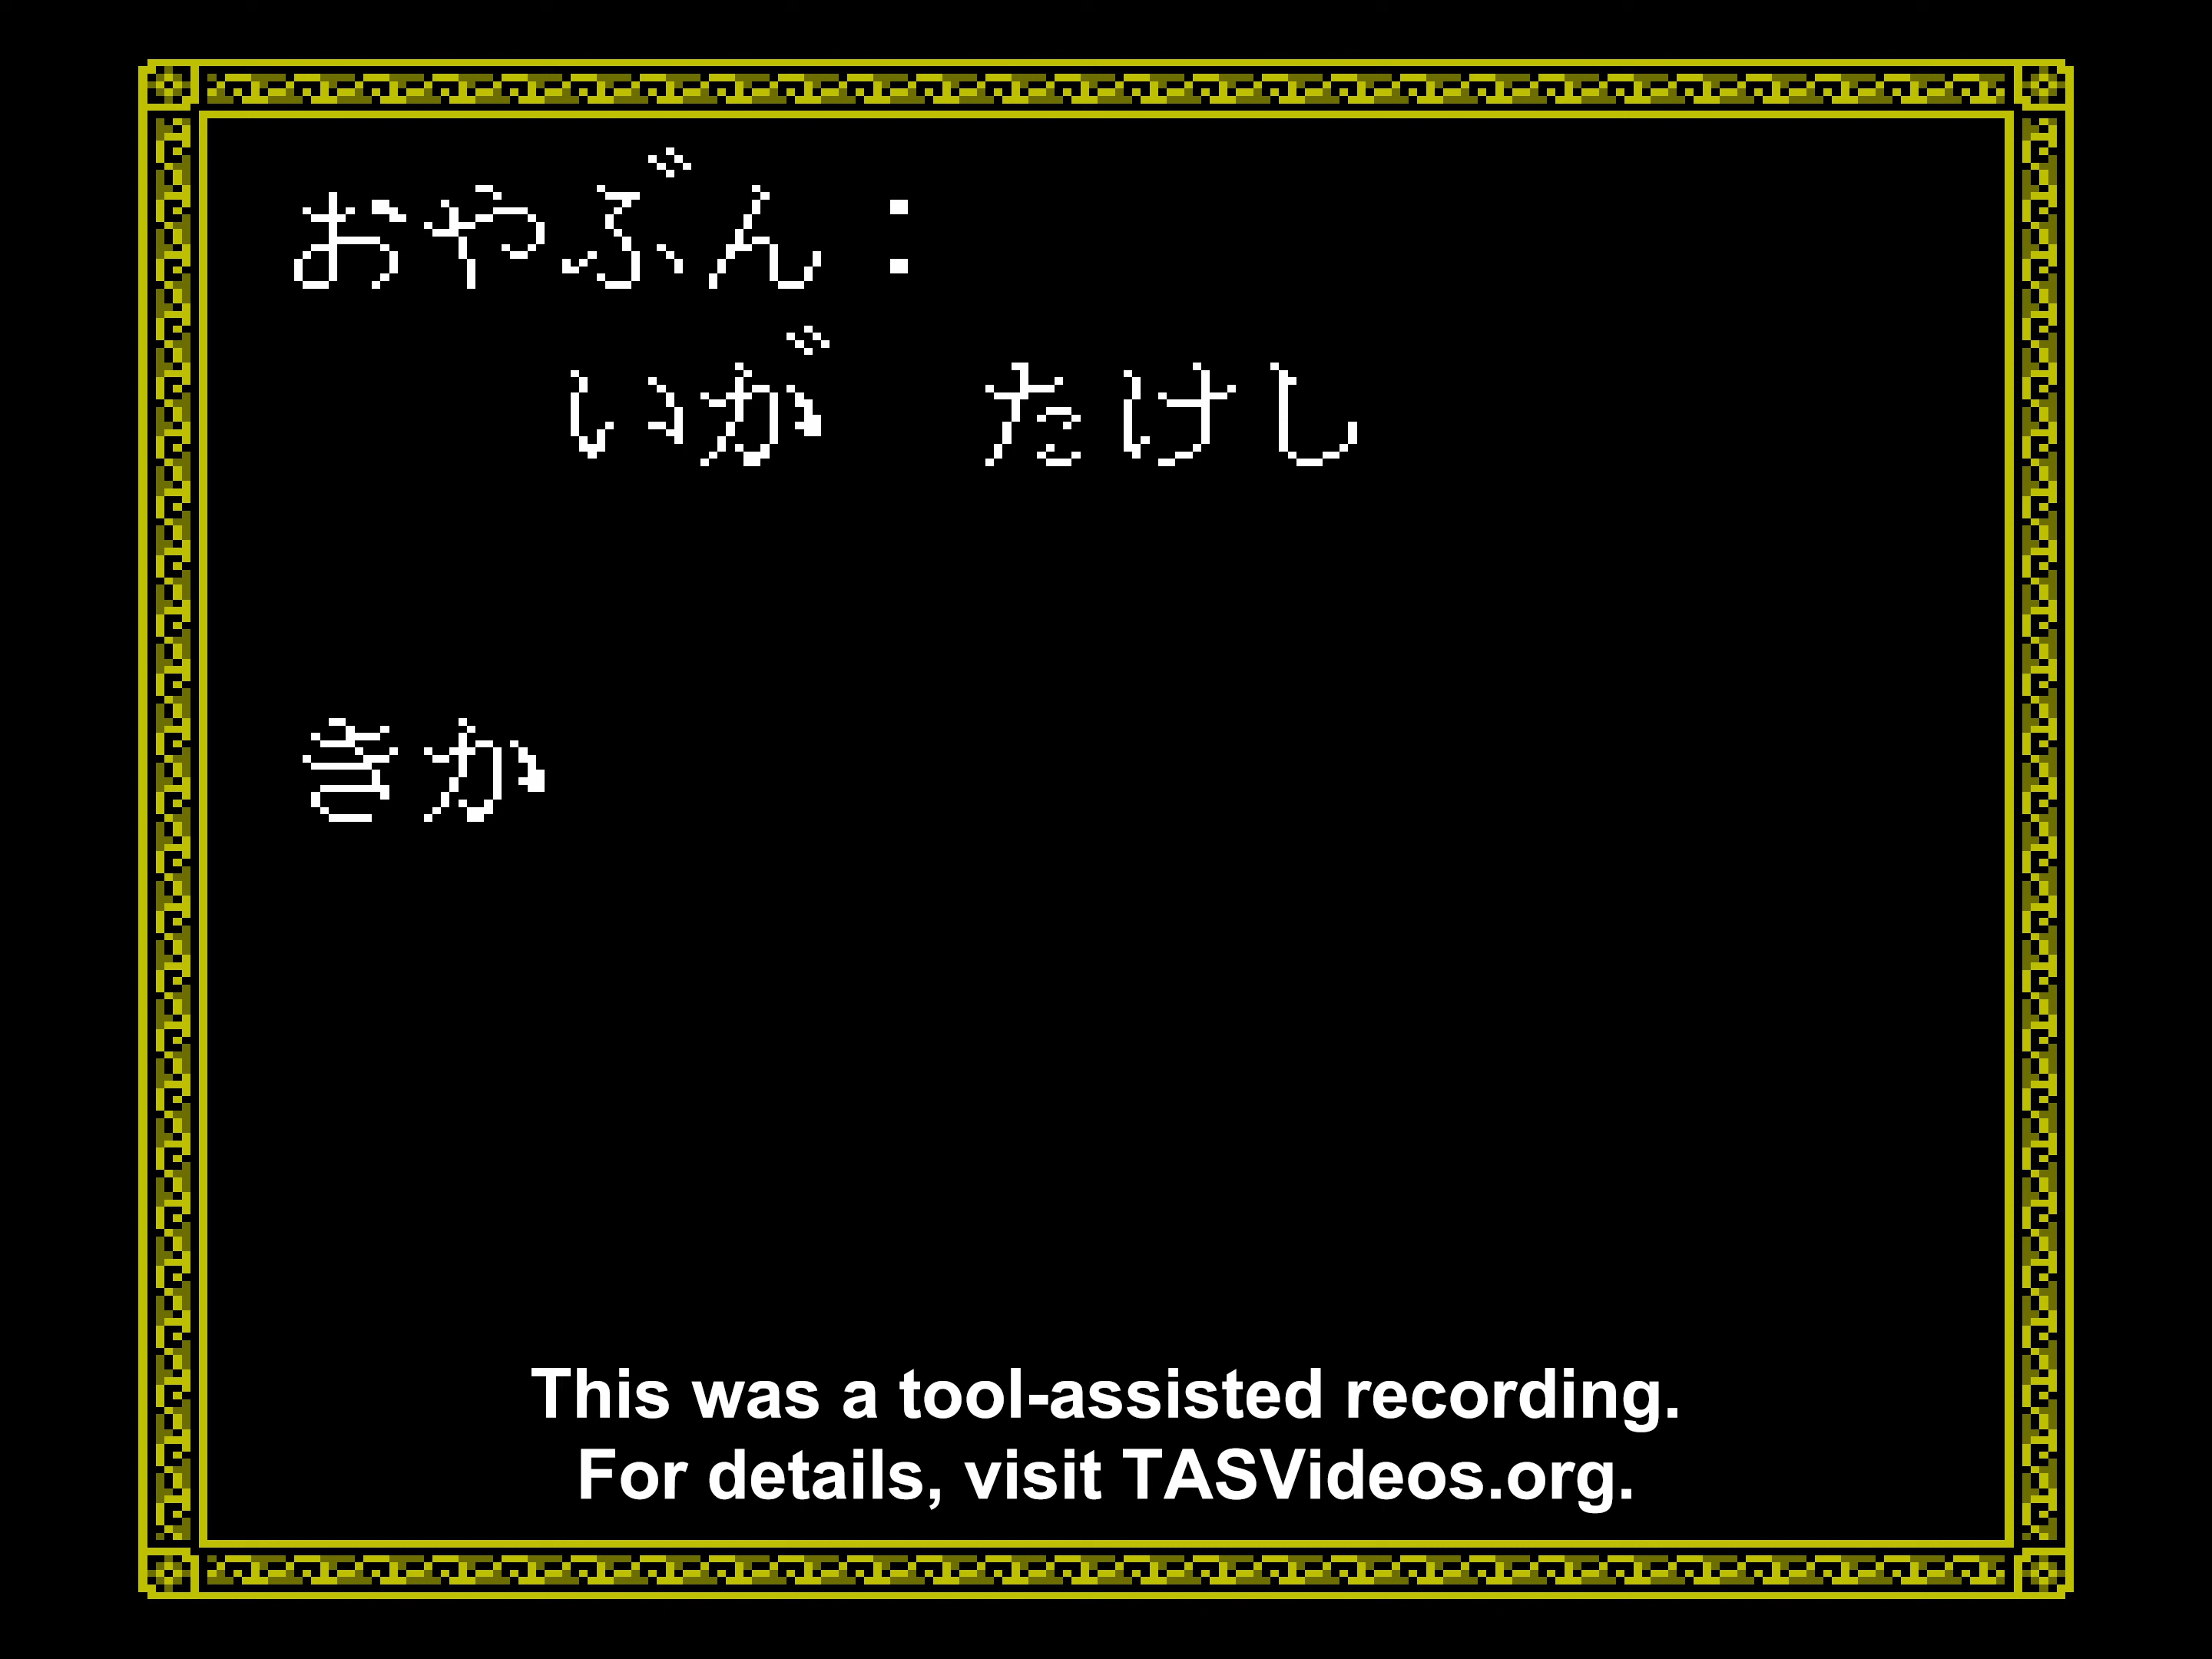 おやぶん：
いが たけし
きか
This was a tool-assisted recording.
For details, visit TASVideos.org.